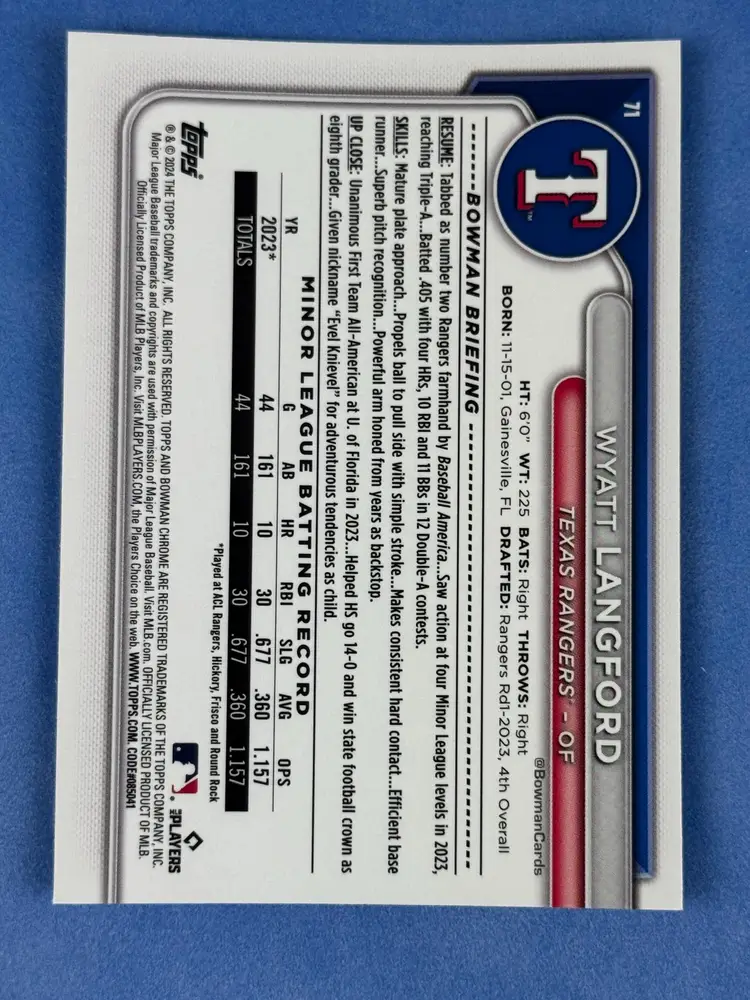 71
T
TM
WYATT LANGFORD
TEXAS RANGERS® - OF
@BowmanCards
HT: 6'0" WT: 225 BATS: Right THROWS: Right
BORN: 11-15-01, Gainesville, FL DRAFTED: Rangers Rd1-2023, 4th Overall
BOWMAN BRIEFING
RESUME: Tabbed as number two Rangers farmhand by Baseball America...Saw action at four Minor League levels in 2023,
reaching Triple-A...Batted .405 with four HRs, 10 RBI and 11 BBs in 12 Double-A contests.
SKILLS: Mature plate approach...Propels ball to pull side with simple stroke...Makes consistent hard contact...Efficient base
runner...Superb pitch recognition...Powerful arm honed from years as backstop.
UP CLOSE: Unanimous First Team All-American at U. of Florida in 2023...Helped HS go 14-0 and win state football crown as
eighth grader...Given nickname "Evel Knievel" for adventurous tendencies as child.
MINOR LEAGUE BATTING RECORD
YR G AB HR RBI SLG AVG OPS
2023* 44 161 10 30 .677 .360 1.157
TOTALS 44 161 10 30 .677 .360 1.157
*Played at ACL Rangers, Hickory, Frisco and Round Rock
topps®
MLB PLAYERS
® & © 2024 THE TOPPS COMPANY, INC. ALL RIGHTS RESERVED. TOPPS AND BOWMAN CHROME ARE REGISTERED TRADEMARKS OF THE TOPPS COMPANY, INC.
Major League Baseball trademarks and copyrights are used with permission of Major League Baseball. Visit MLB.com. OFFICIALLY LICENSED PRODUCT OF MLB.
Officially Licensed Product of MLB Players, Inc. Visit MLBPLAYERS.COM, the Players Choice on the web. WWW.TOPPS.COM. CODE#085041